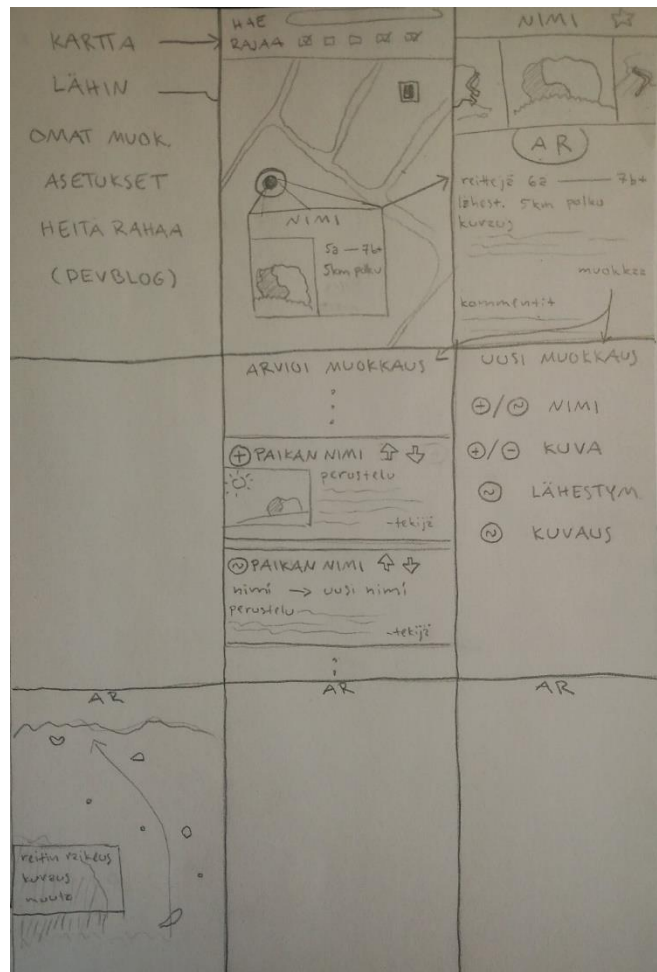 KARTTA
LÄHIN
OMAT MUOK.
ASETUKSET
HEITÄ RAHAA
(DEVBLOG)
HAE
RAJAA
NIMI
5a — 7b+
5km polku
NIMI
AR
reittejä 6a — 7b+
lähest. 5km polku
kuvaus
muokkaa
kommentit
ARVIOI MUOKKAUS
+ PAIKAN NIMI
perustelu
-tekijä
~ PAIKAN NIMI
nimi → uusi nimi
perustelu
-tekijä
UUSI MUOKKAUS
+/~ NIMI
+/- KUVA
~ LÄHESTYM.
~ KUVAUS
AR
reitin vaikeus
kuvaus
muuta
AR
AR